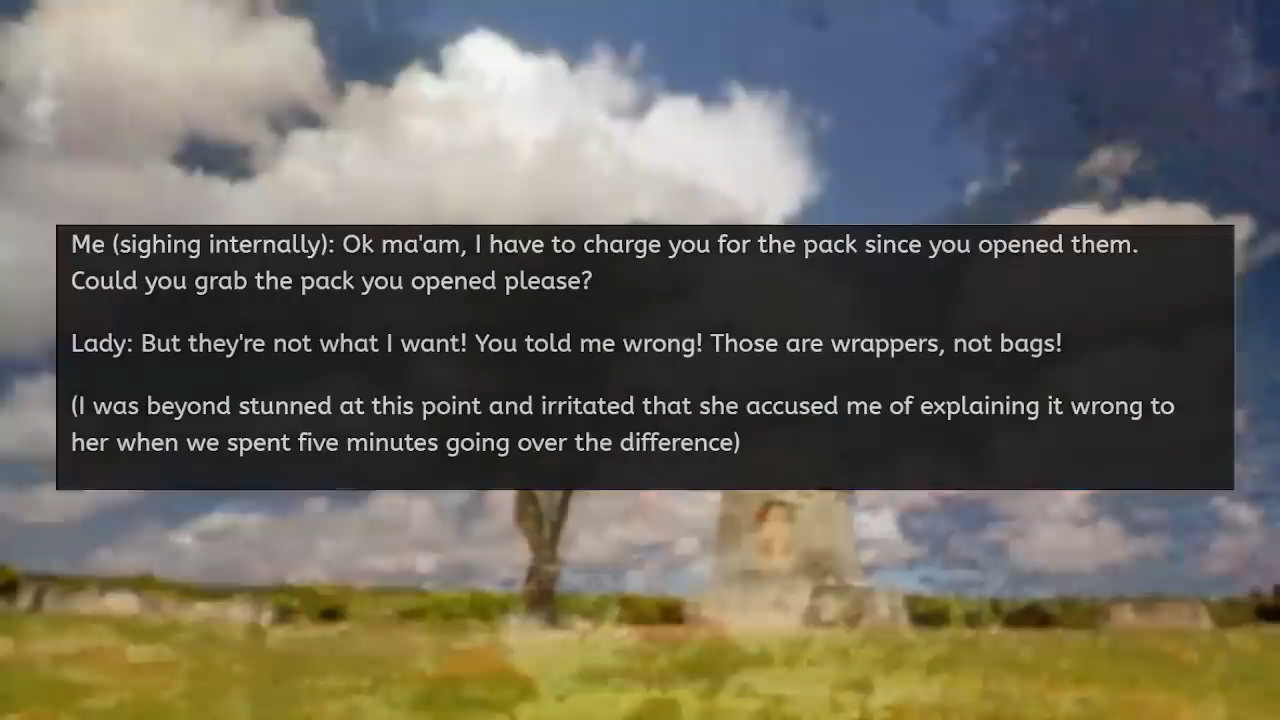 Me (sighing internally): Ok ma'am, I have to charge you for the pack since you opened them.
Could you grab the pack you opened please?
Lady: But they're not what I want! You told me wrong! Those are wrappers, not bags!
(I was beyond stunned at this point and irritated that she accused me of explaining it wrong to
her when we spent five minutes going over the difference)